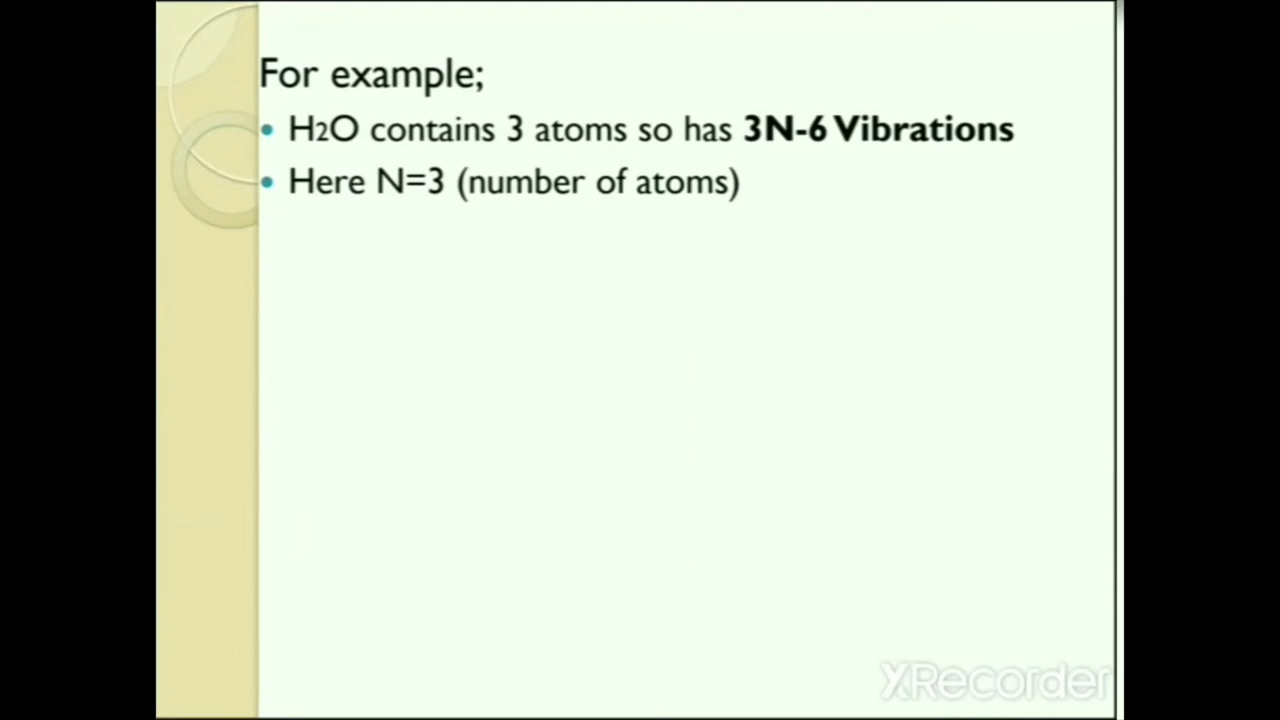 For example;
H2O contains 3 atoms so has 3N-6 Vibrations
Here N=3 (number of atoms)
XRecorder